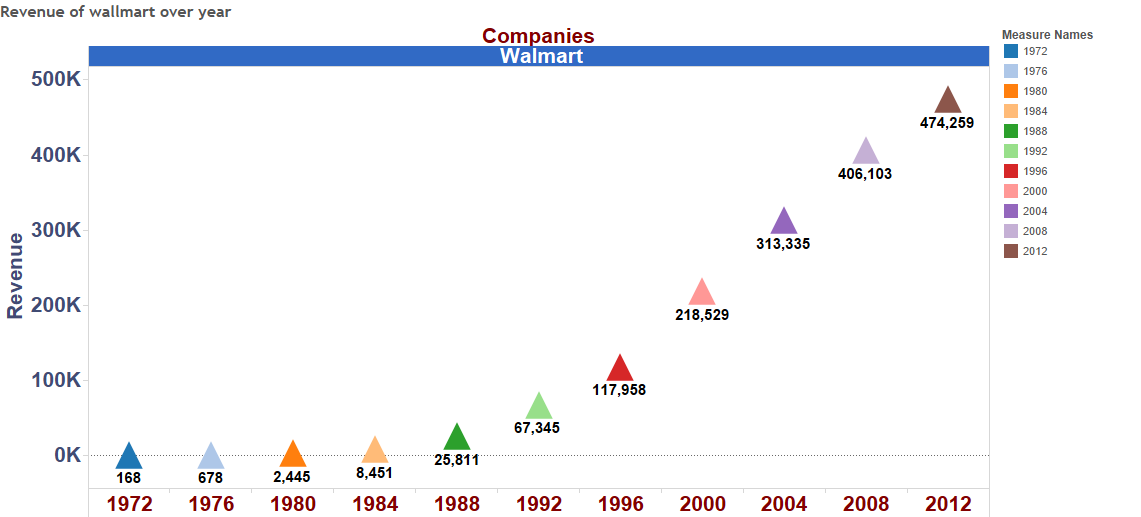 Revenue of wallmart over year
Companies
Walmart
Revenue
500K
400K
300K
200K
100K
0K
168
678
2,445
8,451
25,811
67,345
117,958
218,529
313,335
406,103
474,259
1972 1976 1980 1984 1988 1992 1996 2000 2004 2008 2012
Measure Names
1972
1976
1980
1984
1988
1992
1996
2000
2004
2008
2012